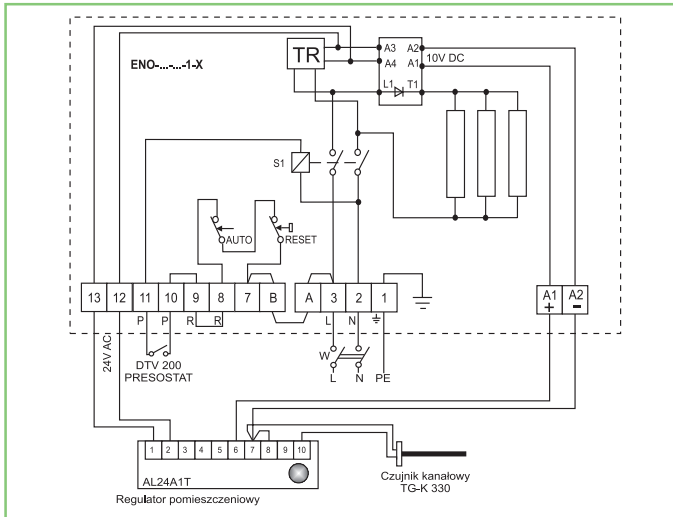 ENO-...-...-1-X
TR
A3 A2
A4 A1
10V DC
L1 T1
S1
AUTO RESET
13 12 11 10 9 8 7 B A 3 2 1
A1 A2
+ -
P P R R L N
24V AC
W
DTV 200
PRESOSTAT
L N PE
1 2 3 4 5 6 7 8 9 10
AL24A1T
Regulator pomieszczeniowy
Czujnik kanałowy
TG-K 330